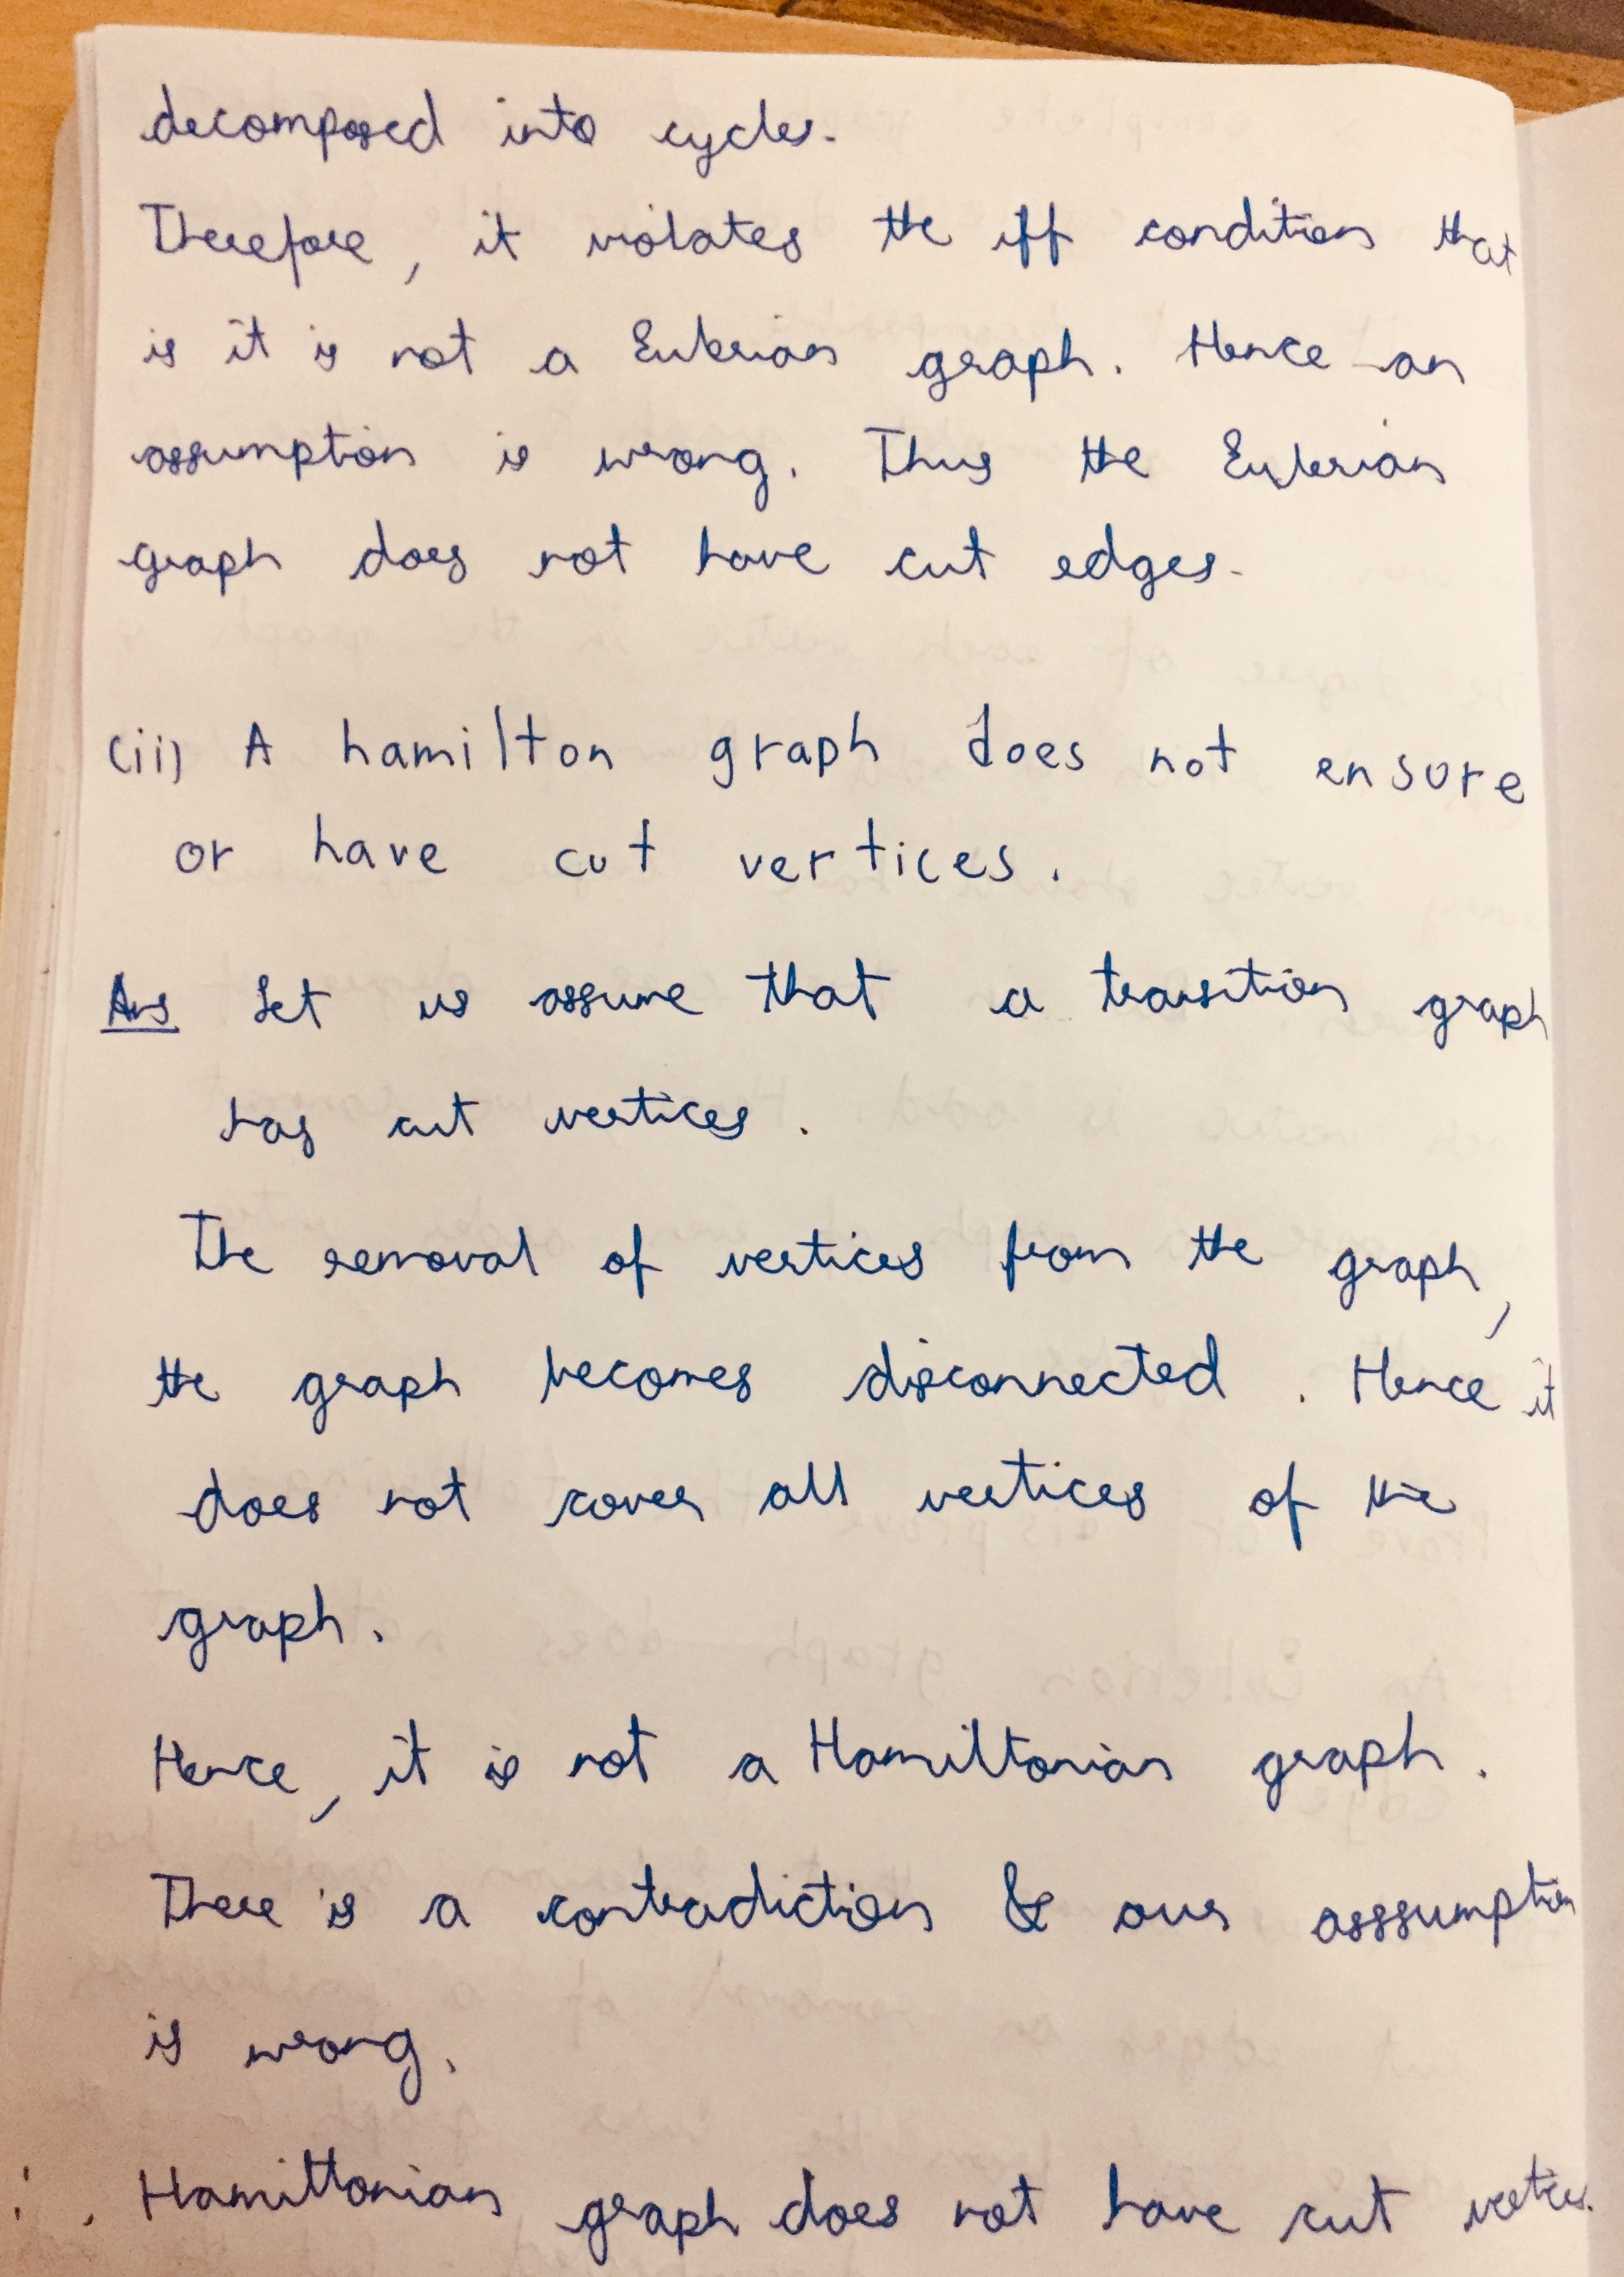 decomposed into cycles.
Therefore, it violates the iff condition that
is it is not a Eulerian graph. Hence an
assumption is wrong. Thus the Eulerian
graph does not have cut edges.
(ii) A hamilton graph does not ensure
or have cut vertices.
Ans Let us assume that a transition graph
has cut vertices.
The removal of vertices from the graph,
the graph becomes disconnected. Hence it
does not cover all vertices of the
graph.
Hence, it is not a Hamiltonian graph.
There is a contradiction & our asssumption
is wrong.
∴ Hamiltonian graph does not have cut vertices.